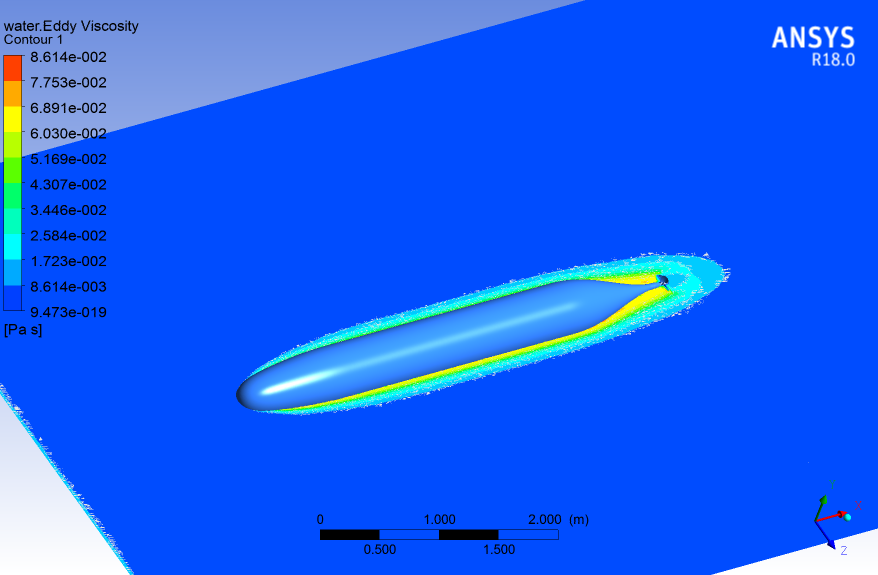 water.Eddy Viscosity
Contour 1
8.614e-002
7.753e-002
6.891e-002
6.030e-002
5.169e-002
4.307e-002
3.446e-002
2.584e-002
1.723e-002
8.614e-003
9.473e-019
[Pa s]
ANSYS
R18.0
0 1.000 2.000 (m)
0.500 1.500
Y
X
Z